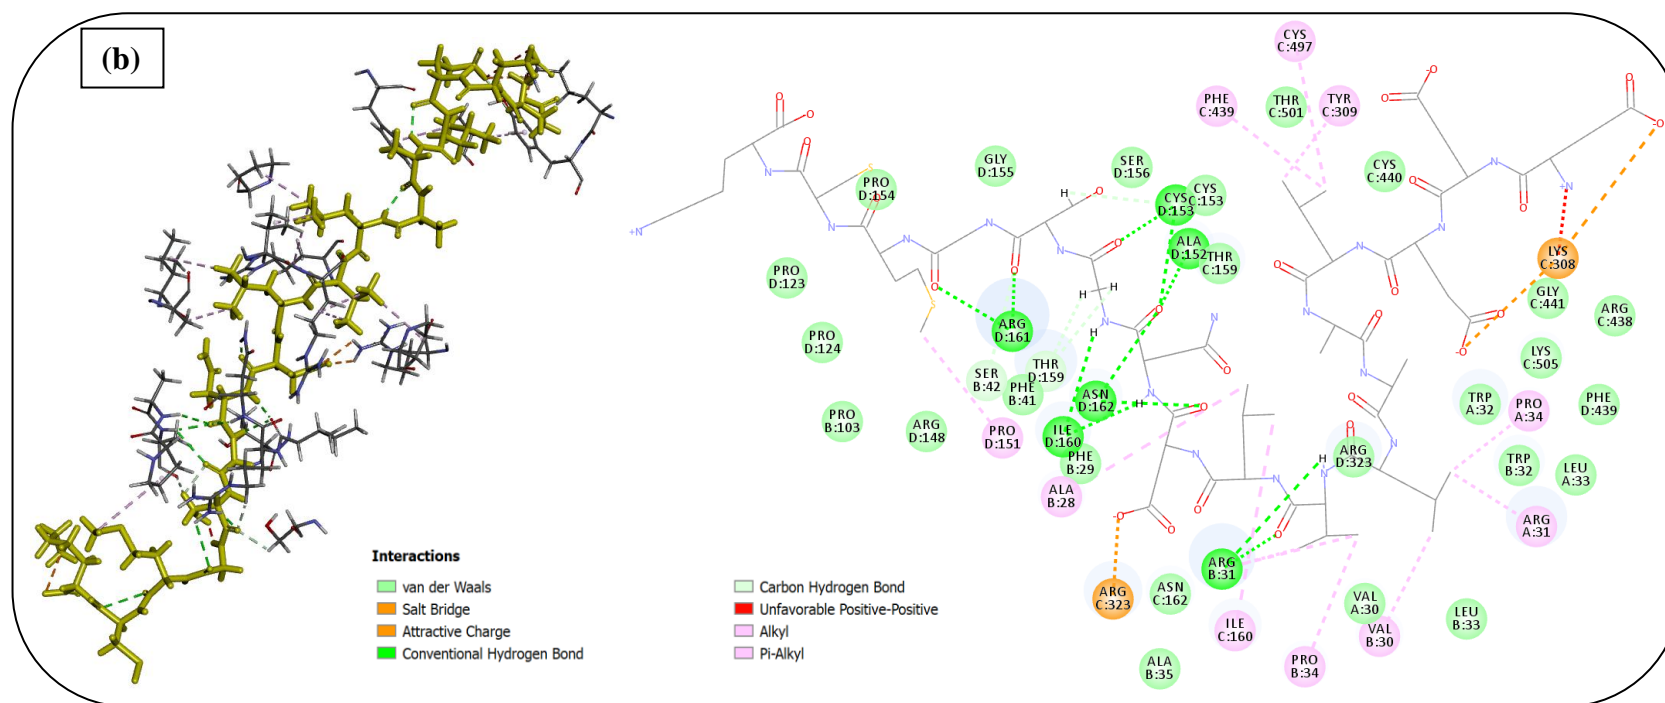 (b)
CYS
C:497
PHE
C:439
THR
C:501
TYR
C:309
O
O
O
O
-O
O
-O
N
O
S
GLY
D:155
SER
D:156
PRO
D:154
CYS
C:440
N
N
+N
O
O
H
O
CYS
D:153
CYS
C:153
N
N
O
+N
N
O
N
O
N
O
ALA
D:152
THR
C:159
N
O
LYS
C:308
PRO
D:123
O
O
H
H
GLY
C:441
ARG
C:438
S
N
O
N
O
O
-O
ARG
D:161
H
N
PRO
D:124
LYS
C:505
SER
B:42
THR
D:159
O
N
PHE
B:41
ASN
D:162
N
H
O
O
TRP
A:32
PRO
A:34
PHE
D:439
PRO
B:103
ARG
D:148
PRO
D:151
ILE
D:160
O
O
N
ARG
D:323
PHE
B:29
N
O
H
N
O
TRP
B:32
LEU
A:33
ALA
B:28
N
-O
O
O
ARG
A:31
Interactions
van der Waals
Salt Bridge
Attractive Charge
Conventional Hydrogen Bond
Carbon Hydrogen Bond
Unfavorable Positive-Positive
Alkyl
Pi-Alkyl
ARG
B:31
ARG
C:323
ASN
C:162
VAL
A:30
LEU
B:33
ILE
C:160
VAL
B:30
ALA
B:35
PRO
B:34